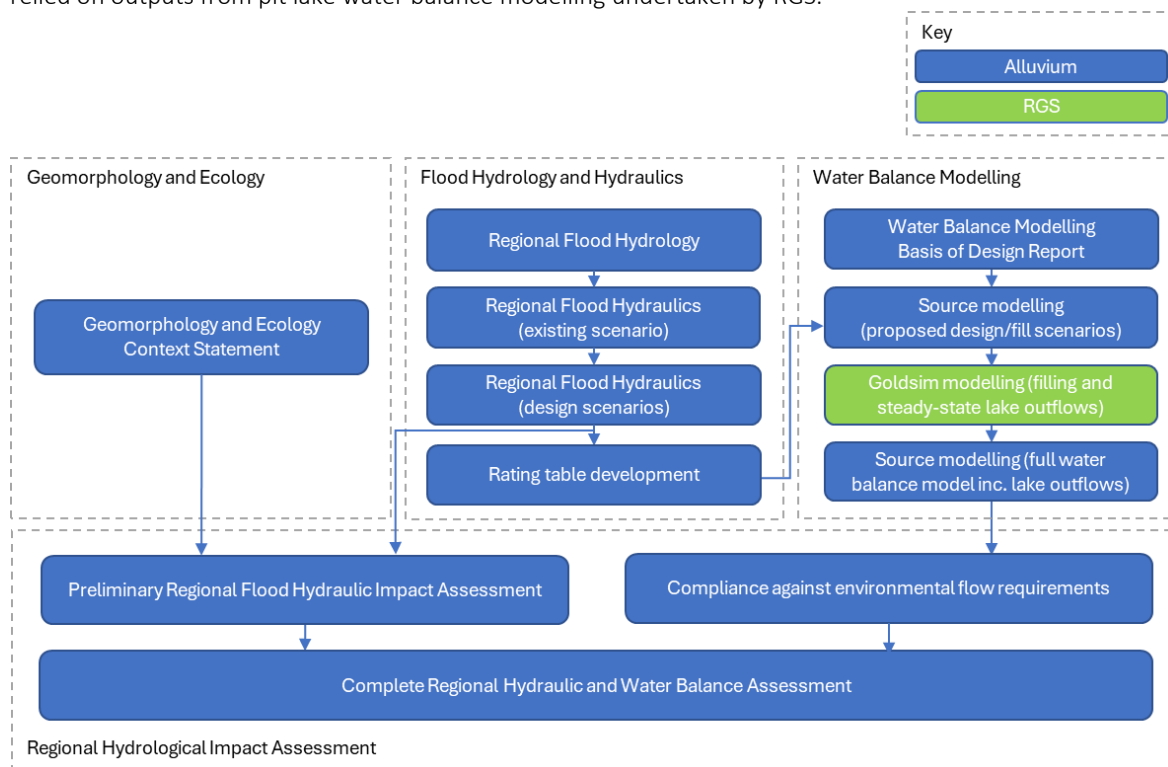 relied on outputs from pit lake water balance modelling undertaken by RGS.
Key
Alluvium
RGS
Geomorphology and Ecology
Geomorphology and Ecology
Context Statement
Flood Hydrology and Hydraulics
Regional Flood Hydrology
Regional Flood Hydraulics
(existing scenario)
Regional Flood Hydraulics
(design scenarios)
Rating table development
Water Balance Modelling
Water Balance Modelling
Basis of Design Report
Source modelling
(proposed design/fill scenarios)
Goldsim modelling (filling and
steady-state lake outflows)
Source modelling (full water
balance model inc. lake outflows)
Preliminary Regional Flood Hydraulic Impact Assessment
Compliance against environmental flow requirements
Complete Regional Hydraulic and Water Balance Assessment
Regional Hydrological Impact Assessment